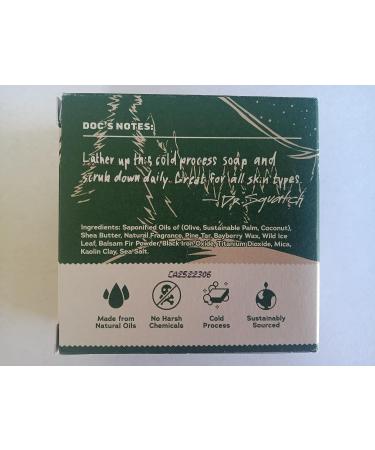 DOC'S NOTES:
Lather up this cold process soap and
scrub down daily. Great for all skin types.
—Dr. Squatch
Ingredients: Saponified Oils of (Olive, Sustainable Palm, Coconut),
Shea Butter, Natural Fragrance, Pine Tar, Bayberry Wax, Wild Ice
Leaf, Balsam Fir Powder/Black Iron Oxide, Titanium Dioxide, Mica,
Kaolin Clay, Sea Salt.
CA2522306
Made from
Natural Oils
No Harsh
Chemicals
Cold
Process
Sustainably
Sourced